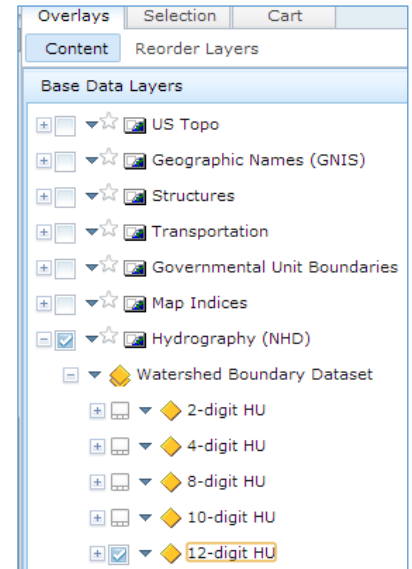 Overlays Selection Cart
Content Reorder Layers
Base Data Layers
US Topo
Geographic Names (GNIS)
Structures
Transportation
Governmental Unit Boundaries
Map Indices
Hydrography (NHD)
Watershed Boundary Dataset
2-digit HU
4-digit HU
8-digit HU
10-digit HU
12-digit HU